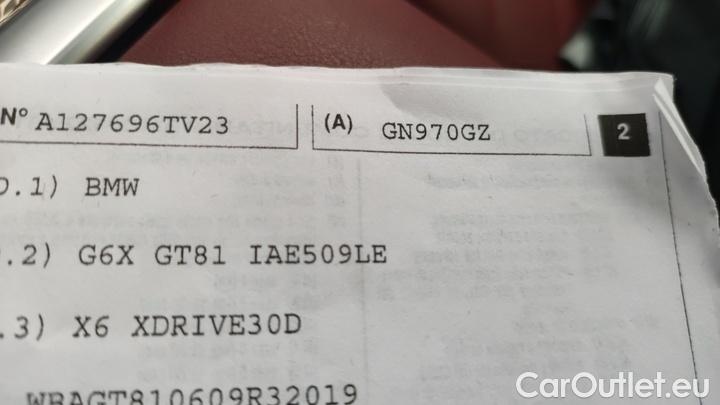 N° A127696TV23 (A) GN970GZ 2
D.1) BMW
D.2) G6X GT81 IAE509LE
.3) X6 XDRIVE30D
WBAGT810609R32019
CarOutlet.eu